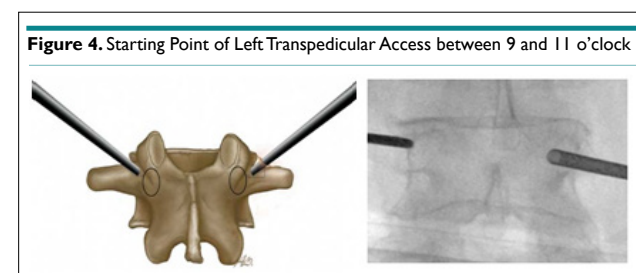 Figure 4. Starting Point of Left Transpedicular Access between 9 and 11 o'clock